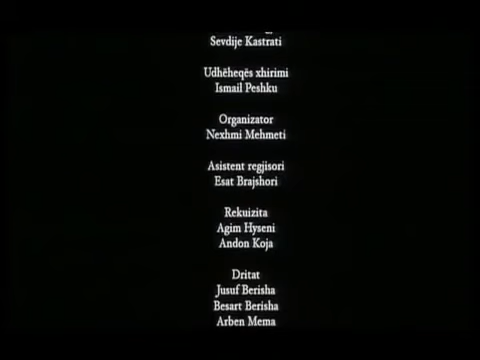 Sevdije Kastrati
Udhëheqës xhirimi
Ismail Peshku
Organizator
Nexhmi Mehmeti
Asistent regjisori
Esat Brajshori
Rekuizita
Agim Hyseni
Andon Koja
Dritat
Jusuf Berisha
Besart Berisha
Arben Mema